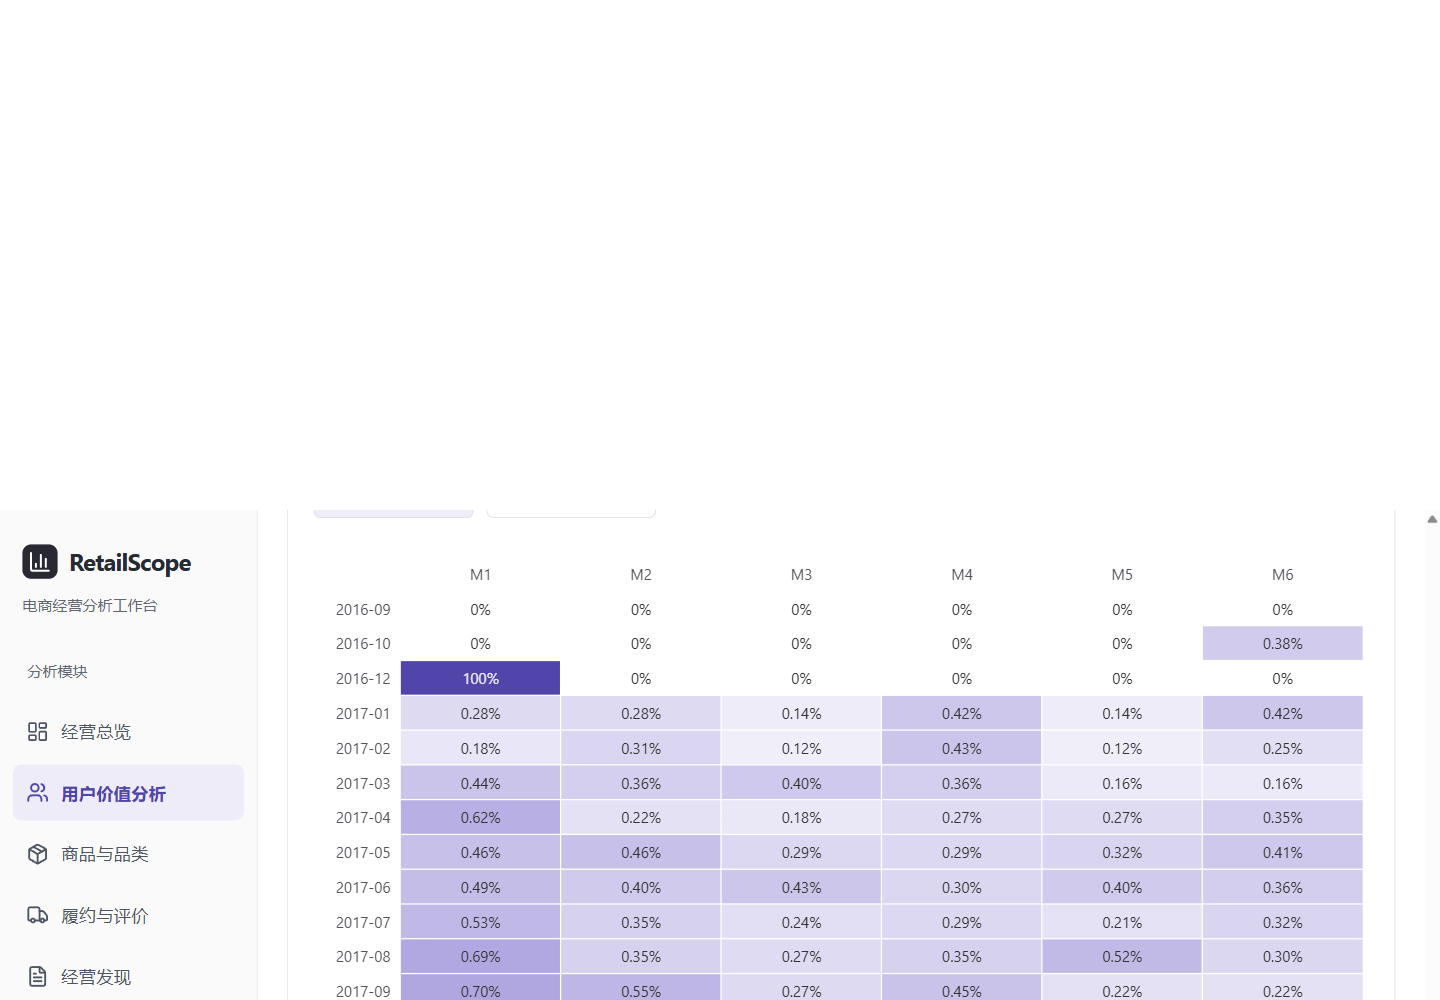 RetailScope
电商经营分析工作台
分析模块
经营总览
用户价值分析
商品与品类
履约与评价
经营发现
M1 M2 M3 M4 M5 M6
2016-09 0% 0% 0% 0% 0% 0%
2016-10 0% 0% 0% 0% 0% 0.38%
2016-12 100% 0% 0% 0% 0% 0%
2017-01 0.28% 0.28% 0.14% 0.42% 0.14% 0.42%
2017-02 0.18% 0.31% 0.12% 0.43% 0.12% 0.25%
2017-03 0.44% 0.36% 0.40% 0.36% 0.16% 0.16%
2017-04 0.62% 0.22% 0.18% 0.27% 0.27% 0.35%
2017-05 0.46% 0.46% 0.29% 0.29% 0.32% 0.41%
2017-06 0.49% 0.40% 0.43% 0.30% 0.40% 0.36%
2017-07 0.53% 0.35% 0.24% 0.29% 0.21% 0.32%
2017-08 0.69% 0.35% 0.27% 0.35% 0.52% 0.30%
2017-09 0.70% 0.55% 0.27% 0.45% 0.22% 0.22%